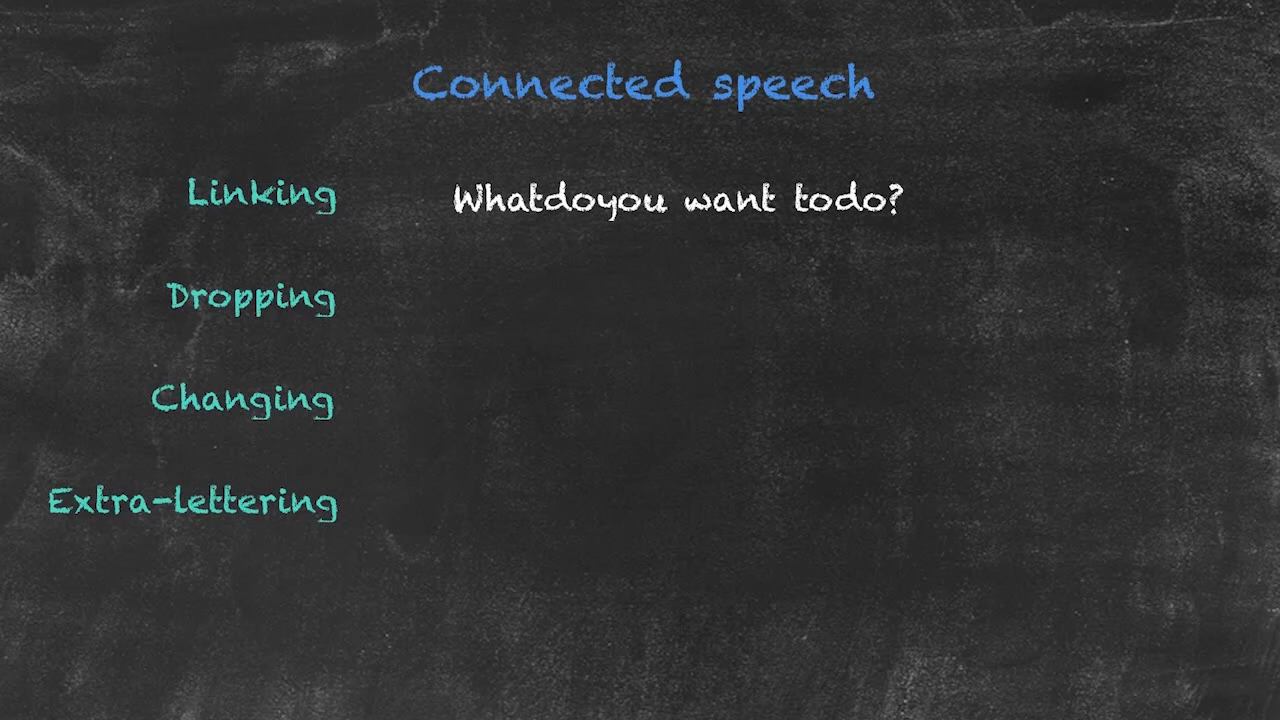 Connected speech
Linking
Whatdoyou want todo?
Dropping
Changing
Extra-lettering